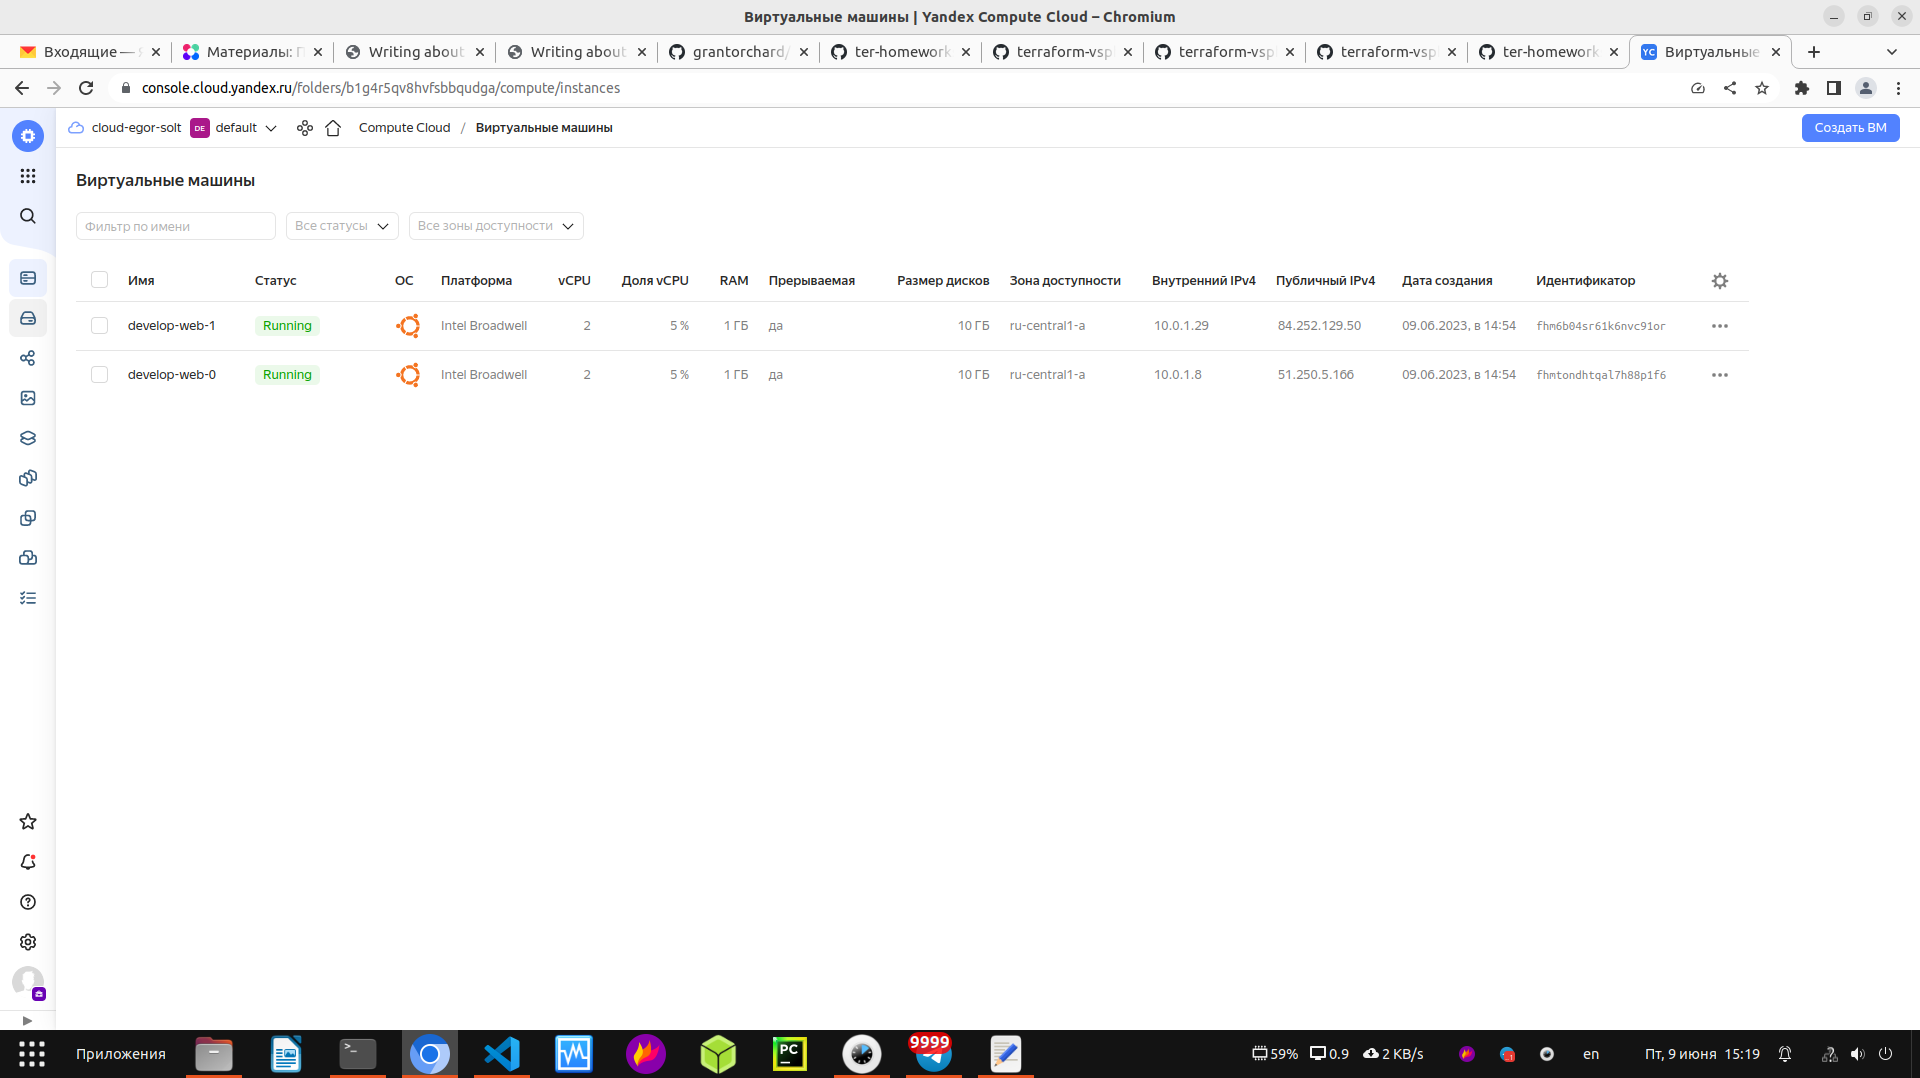 Виртуальные машины | Yandex Compute Cloud – Chromium
Входящие — Я
Материалы: П
Writing about
Writing about
grantorchard/
ter-homework
terraform-vsp
terraform-vsp
terraform-vsp
ter-homework
YC Виртуальные
console.cloud.yandex.ru/folders/b1g4r5qv8hvfsbbqudga/compute/instances
cloud-egor-solt DE default Compute Cloud / Виртуальные машины Создать ВМ
Виртуальные машины
Фильтр по имени Все статусы Все зоны доступности
Имя Статус ОС Платформа vCPU Доля vCPU RAM Прерываемая Размер дисков Зона доступности Внутренний IPv4 Публичный IPv4 Дата создания Идентификатор
develop-web-1 Running Intel Broadwell 2 5 % 1 ГБ да 10 ГБ ru-central1-a 10.0.1.29 84.252.129.50 09.06.2023, в 14:54 fhm6b04sr61k6nvc91or
develop-web-0 Running Intel Broadwell 2 5 % 1 ГБ да 10 ГБ ru-central1-a 10.0.1.8 51.250.5.166 09.06.2023, в 14:54 fhmtondhtqal7h88p1f6
Приложения PC 9999 59% 0.9 2 KB/s en Пт, 9 июня 15:19